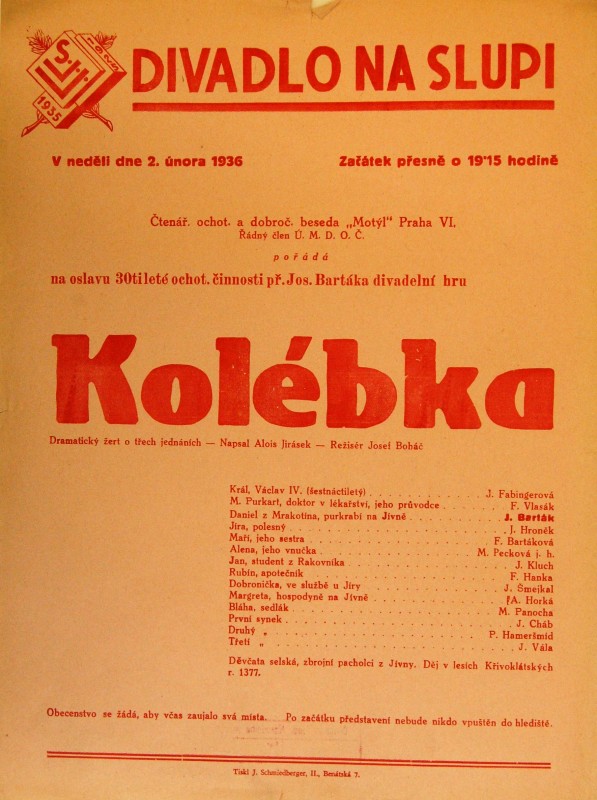 DIVADLO NA SLUPI
1935
V neděli dne 2. února 1936 Začátek přesně o 19·15 hodině
Čtenář. ochot. a dobroč. beseda „Motýl" Praha VI.
Řádný člen Ú. M. D. O. Č.
pořádá
na oslavu 30tileté ochot. činnosti př. Jos. Bartáka divadelní hru
Kolébka
Dramatický žert o třech jednáních — Napsal Alois Jirásek — Režisér Josef Boháč
Král, Václav IV. (šestnáctiletý) . . . . . . . . . . . J. Fabingerová
M. Purkart, doktor v lékařství, jeho průvodce . . . . . . . F. Vlasák
Daniel z Mrakotína, purkrabí na Jívně . . . . . . . . . J. Barták
Jíra, polesný . . . . . . . . . . . . . . . . . J. Hroněk
Maří, jeho sestra . . . . . . . . . . . . . . . F. Bartáková
Alena, jeho vnučka . . . . . . . . . . . . . M. Pecková j. h.
Jan, student z Rakovníka . . . . . . . . . . . . . J. Kluch
Rubín, apotečník . . . . . . . . . . . . . . . F. Hanka
Dobronička, ve službě u Jíry . . . . . . . . . . . J. Šmejkal
Margreta, hospodyně na Jívně . . . . . . . . . . . A. Horká
Bláha, sedlák . . . . . . . . . . . . . . . . M. Panocha
První synek . . . . . . . . . . . . . . . . . J. Cháb
Druhý „ . . . . . . . . . . . . . . . . P. Hameršmíd
Třetí „ . . . . . . . . . . . . . . . . . . J. Vála
Děvčata selská, zbrojní pacholci z Jívny. Děj v lesích Křivoklátských
r. 1377.
Obecenstvo se žádá, aby včas zaujalo svá místa. Po začátku představení nebude nikdo vpuštěn do hlediště.
Tiskl J. Schmiedberger, II., Benátská 7.